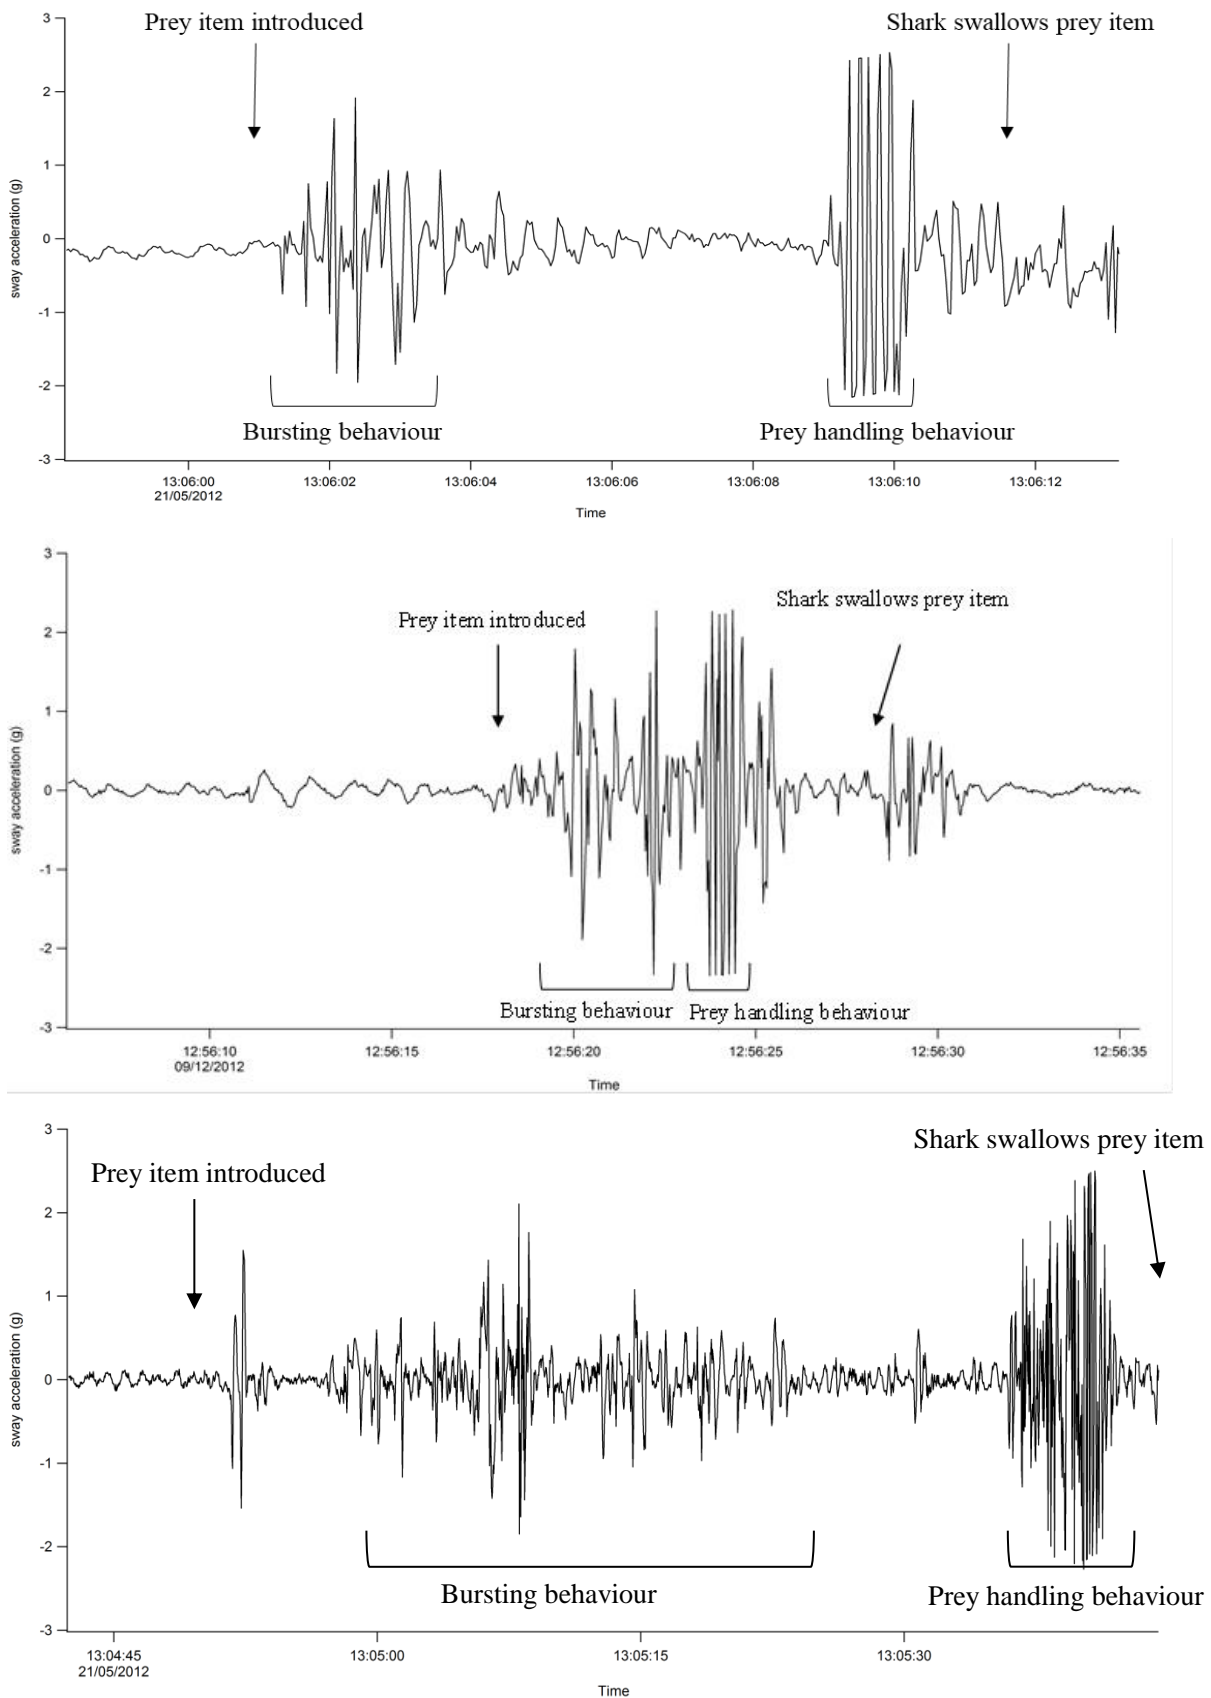 Prey item introduced
Shark swallows prey item
3
2
1
0
-1
-2
-3
sway acceleration (g)
Bursting behaviour
Prey handling behaviour
13:06:00
21/05/2012
13:06:02
13:06:04
13:06:06
13:06:08
13:06:10
13:06:12
Time
3
2
1
0
-1
-2
-3
sway acceleration (g)
Shark swallows prey item
Prey item introduced
Bursting behaviour
Prey handling behaviour
12:56:10
09/12/2012
12:56:15
12:56:20
12:56:25
12:56:30
12:56:35
Time
3
2
1
0
-1
-2
-3
sway acceleration (g)
Shark swallows prey item
Prey item introduced
Bursting behaviour
Prey handling behaviour
13:04:45
21/05/2012
13:05:00
13:05:15
13:05:30
Time